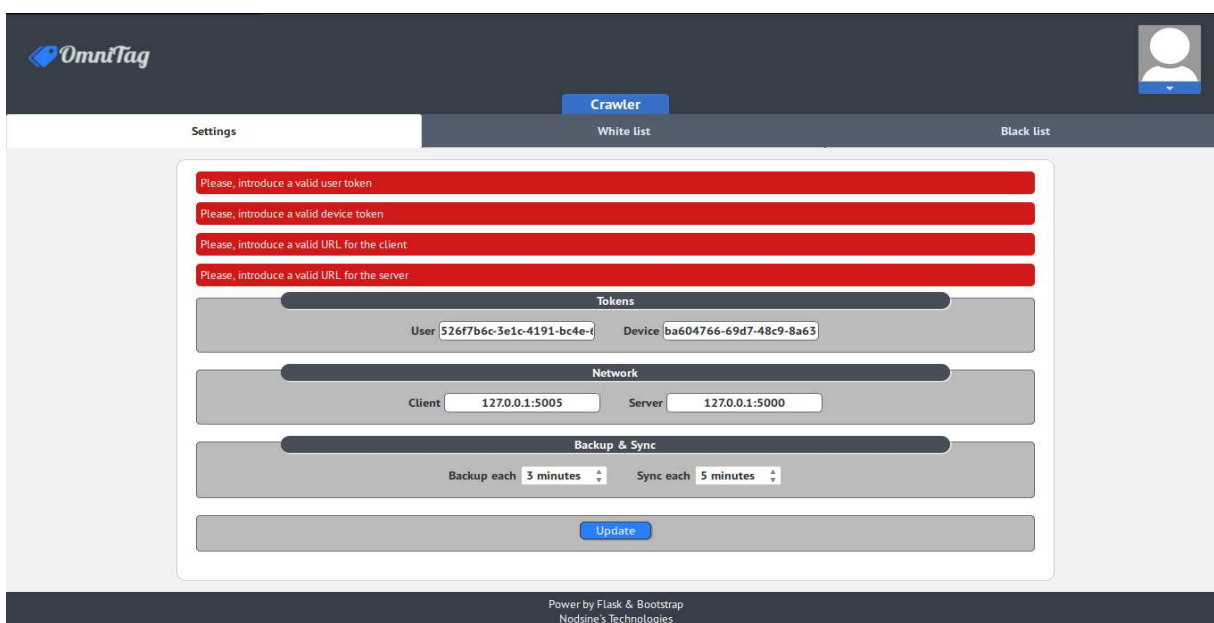 OmniTag
Crawler
Settings White list Black list
Please, introduce a valid user token
Please, introduce a valid device token
Please, introduce a valid URL for the client
Please, introduce a valid URL for the server
Tokens
User 526f7b6c-3e1c-4191-bc4e- Device ba604766-69d7-48c9-8a63
Network
Client 127.0.0.1:5005 Server 127.0.0.1:5000
Backup & Sync
Backup each 3 minutes Sync each 5 minutes
Update
Power by Flask & Bootstrap
Nodsine's Technologies